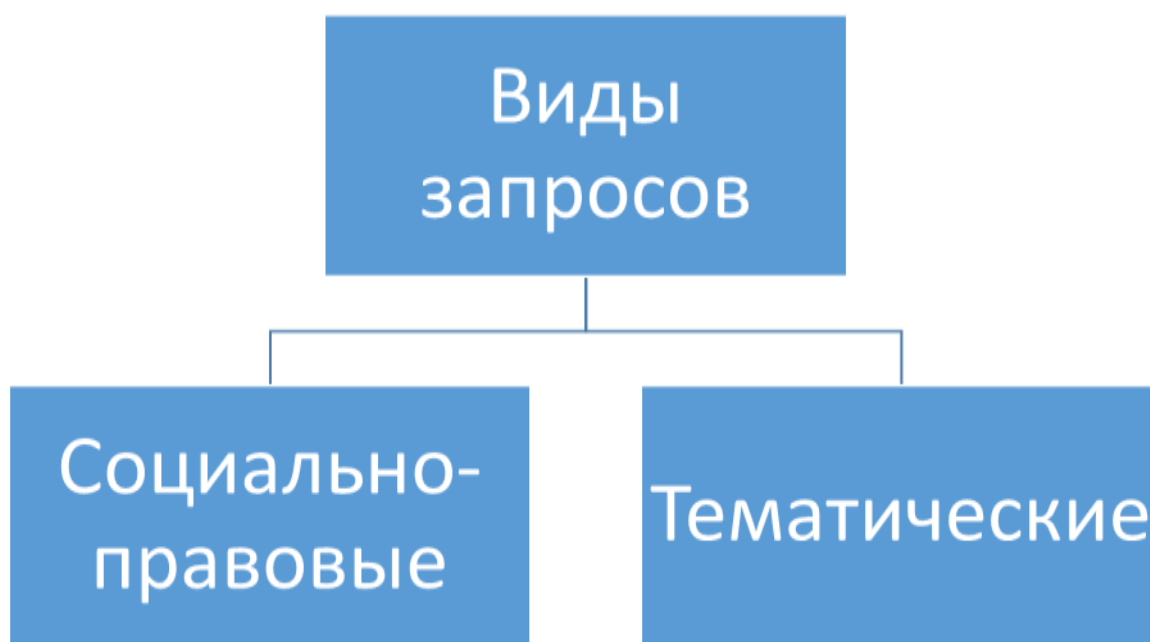 Виды
запросов
Социально-
правовые
Тематические